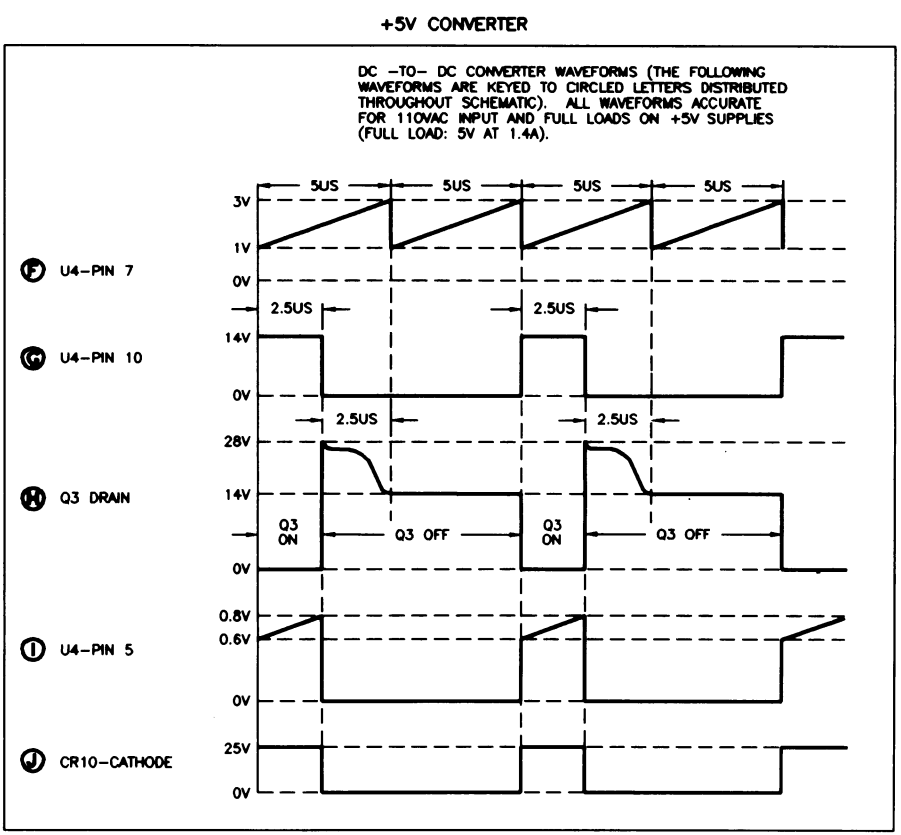 +5V CONVERTER
DC -TO- DC CONVERTER WAVEFORMS (THE FOLLOWING
WAVEFORMS ARE KEYED TO CIRCLED LETTERS DISTRIBUTED
THROUGHOUT SCHEMATIC). ALL WAVEFORMS ACCURATE
FOR 110VAC INPUT AND FULL LOADS ON +5V SUPPLIES
(FULL LOAD: 5V AT 1.4A).
5US 5US 5US 5US
3V
1V
F U4-PIN 7
0V
2.5US 2.5US
14V
G U4-PIN 10
0V
2.5US 2.5US
28V
14V
H Q3 DRAIN
Q3 ON Q3 OFF Q3 ON Q3 OFF
0V
0.8V
0.6V
I U4-PIN 5
0V
25V
J CR10-CATHODE
0V